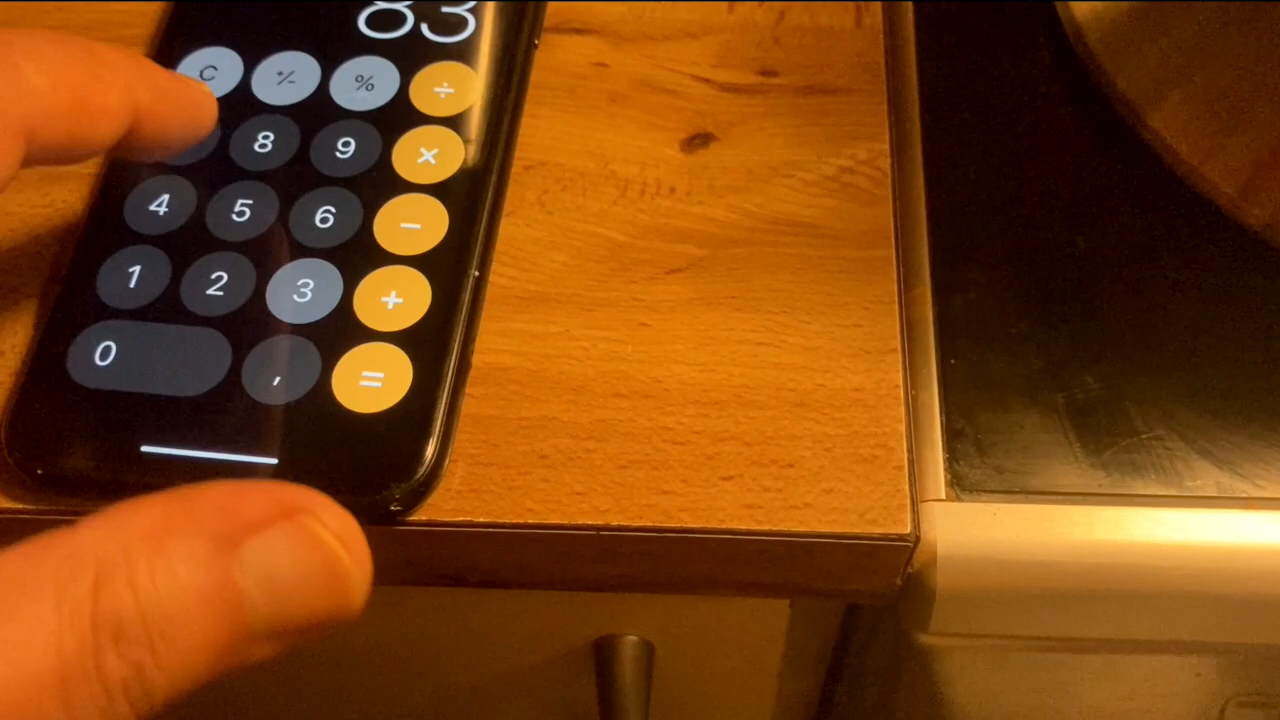 83
C +/- % ÷
8 9 ×
4 5 6 −
1 2 3 +
0 , =